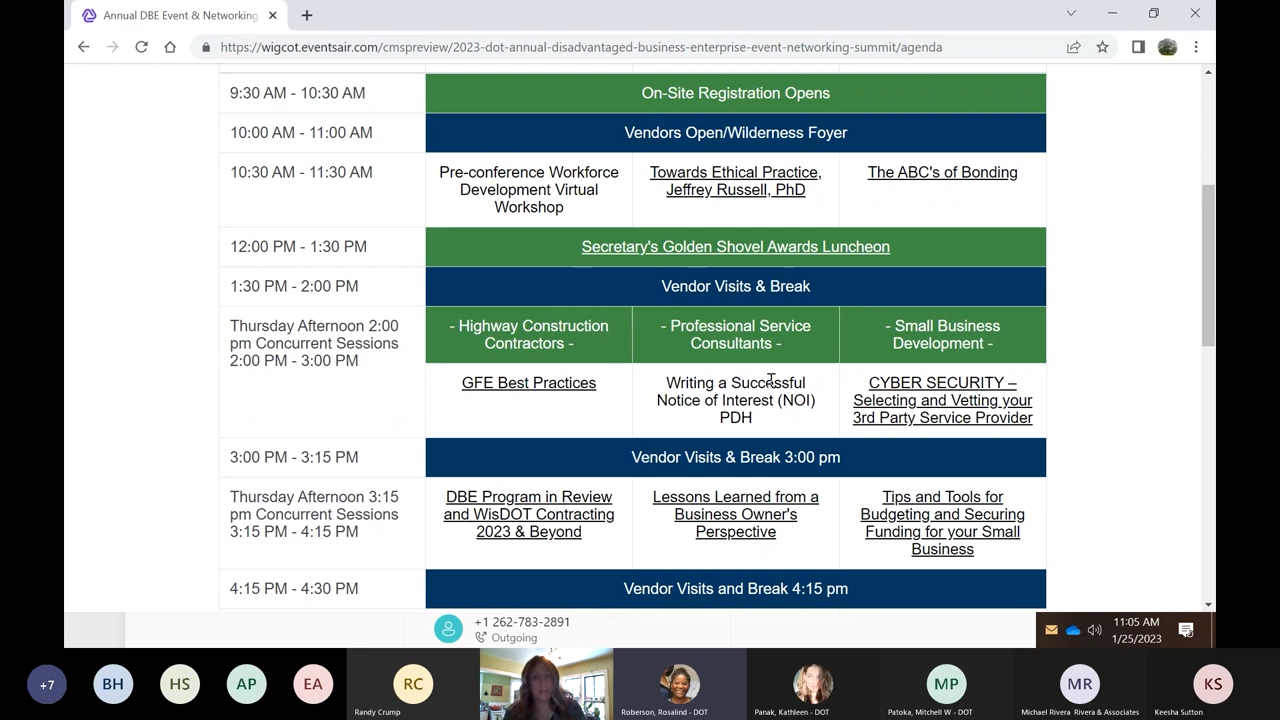 Annual DBE Event & Networking
https://wigcot.eventsair.com/cmspreview/2023-dot-annual-disadvantaged-business-enterprise-event-networking-summit/agenda
9:30 AM - 10:30 AM
On-Site Registration Opens
10:00 AM - 11:00 AM
Vendors Open/Wilderness Foyer
10:30 AM - 11:30 AM
Pre-conference Workforce
Development Virtual
Workshop
Towards Ethical Practice,
Jeffrey Russell, PhD
The ABC's of Bonding
12:00 PM - 1:30 PM
Secretary's Golden Shovel Awards Luncheon
1:30 PM - 2:00 PM
Vendor Visits & Break
Thursday Afternoon 2:00
pm Concurrent Sessions
2:00 PM - 3:00 PM
- Highway Construction
Contractors -
- Professional Service
Consultants -
- Small Business
Development -
GFE Best Practices
Writing a Successful
Notice of Interest (NOI)
PDH
CYBER SECURITY –
Selecting and Vetting your
3rd Party Service Provider
3:00 PM - 3:15 PM
Vendor Visits & Break 3:00 pm
Thursday Afternoon 3:15
pm Concurrent Sessions
3:15 PM - 4:15 PM
DBE Program in Review
and WisDOT Contracting
2023 & Beyond
Lessons Learned from a
Business Owner's
Perspective
Tips and Tools for
Budgeting and Securing
Funding for your Small
Business
4:15 PM - 4:30 PM
Vendor Visits and Break 4:15 pm
+1 262-783-2891
Outgoing
11:05 AM
1/25/2023
+7
BH
HS
AP
EA
RC
Randy Crump
Roberson, Rosalind - DOT
Panak, Kathleen - DOT
MP
Patoka, Mitchell W - DOT
MR
Michael Rivera Rivera & Associates
KS
Keesha Sutton